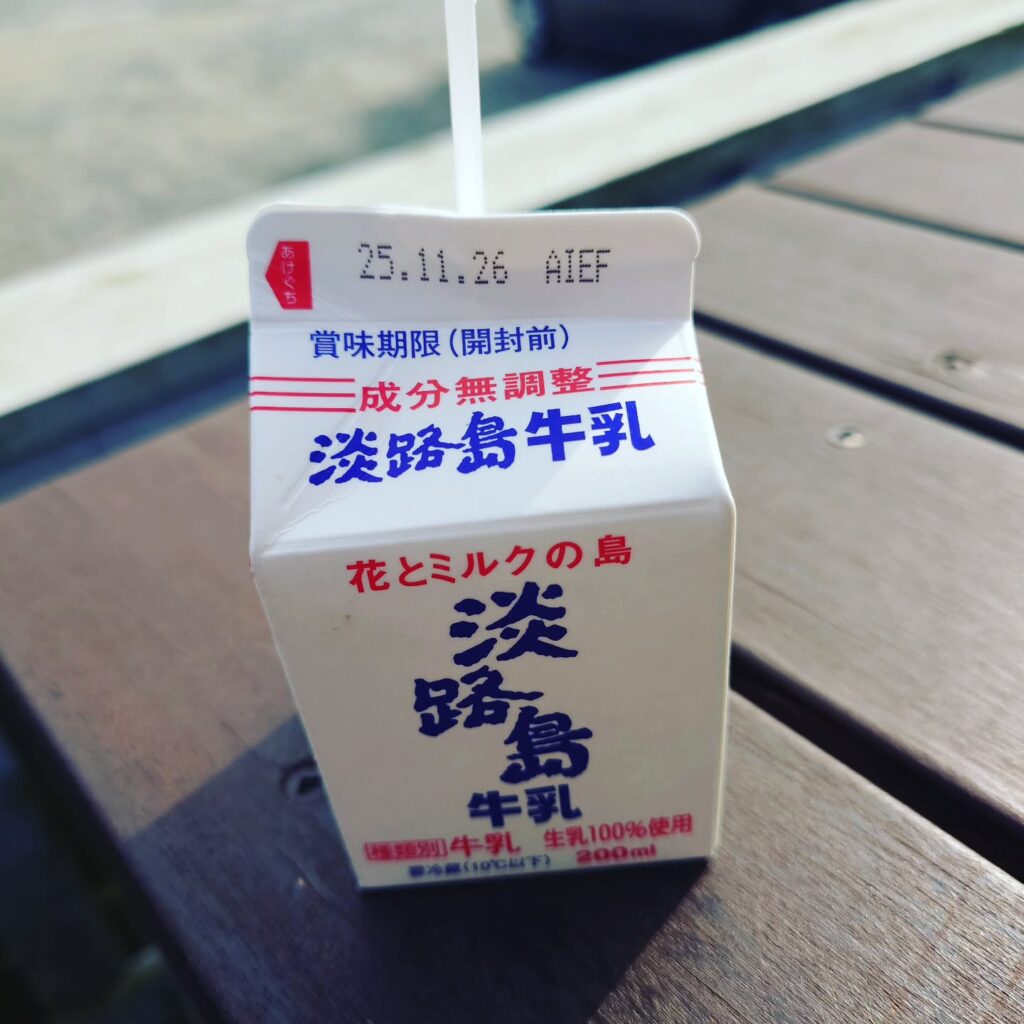 あけぐち
25.11.26 AIEF
賞味期限(開封前)
成分無調整
淡路島牛乳
花とミルクの島
淡路島
牛乳
種類別 牛乳 生乳100%使用
要冷蔵(10℃以下) 200ml